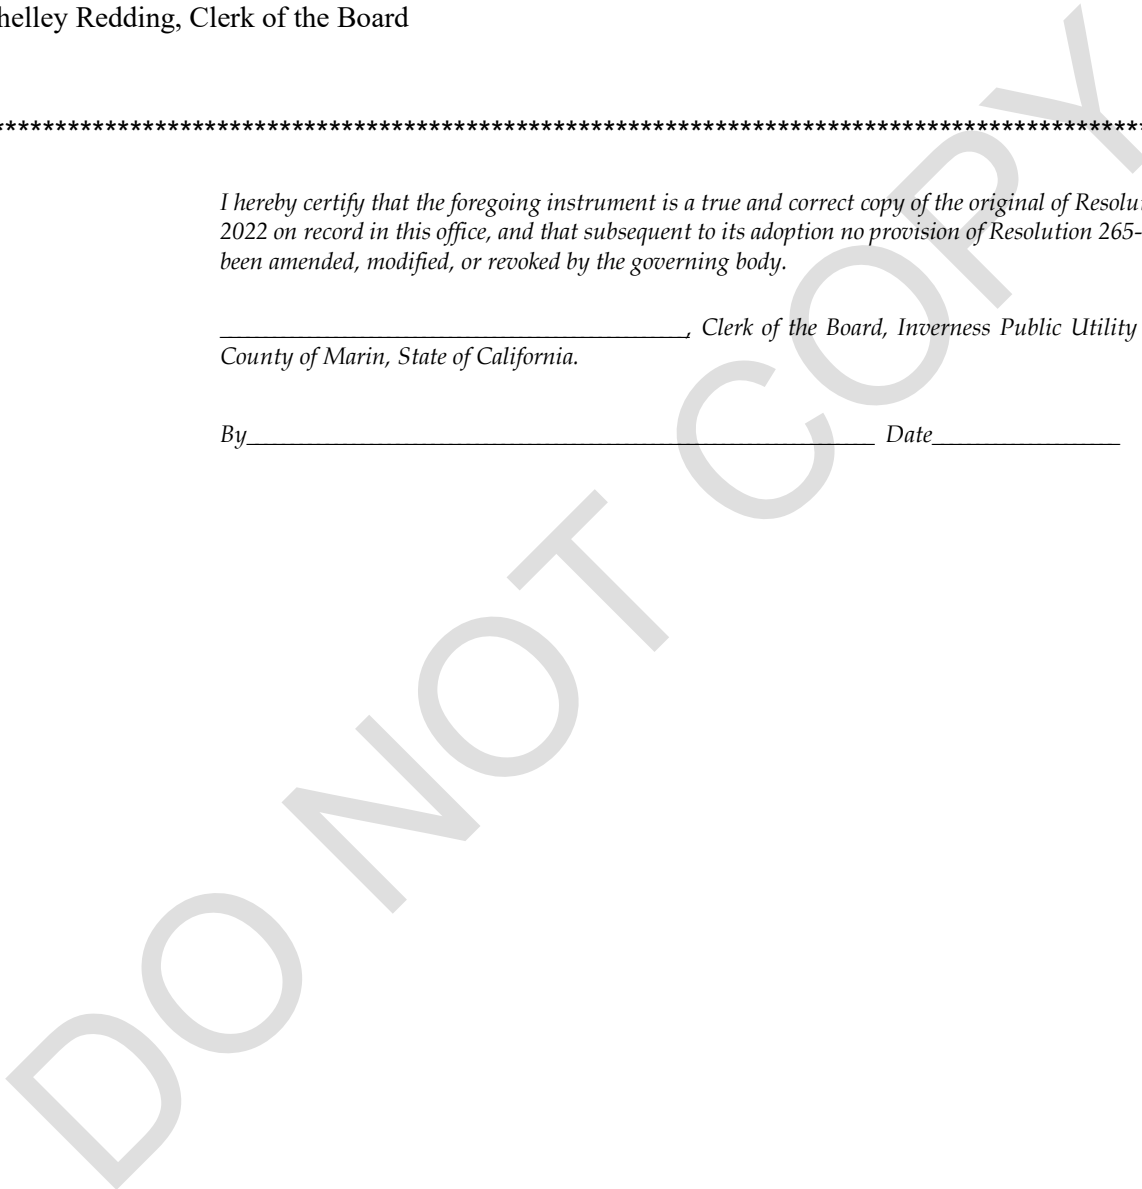 helley Redding, Clerk of the Board
********************************************************************************************
I hereby certify that the foregoing instrument is a true and correct copy of the original of Resolu
2022 on record in this office, and that subsequent to its adoption no provision of Resolution 265-
been amended, modified, or revoked by the governing body.
________________________________________, Clerk of the Board, Inverness Public Utility
County of Marin, State of California.
By______________________________________________________ Date________________
DO NOT COPY